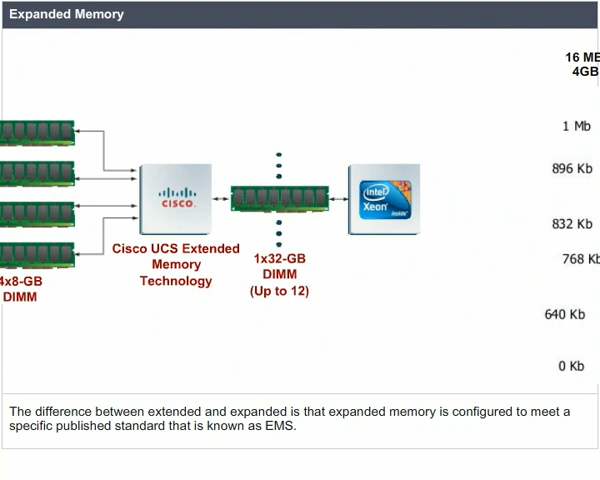 Expanded Memory
16 MB
4GB
1 Mb
896 Kb
832 Kb
768 Kb
640 Kb
0 Kb
CISCO.
intel
Xeon
inside
Cisco UCS Extended
Memory
Technology
1x32-GB
DIMM
(Up to 12)
4x8-GB
DIMM
The difference between extended and expanded is that expanded memory is configured to meet a
specific published standard that is known as EMS.